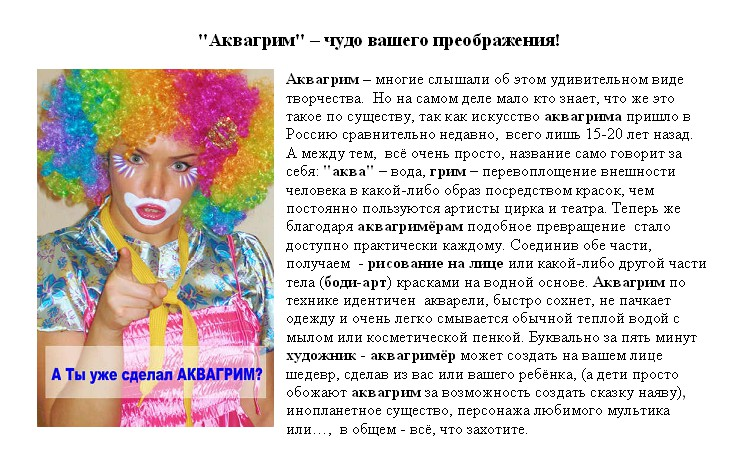 "Аквагрим" – чудо вашего преображения!
Аквагрим – многие слышали об этом удивительном виде
творчества. Но на самом деле мало кто знает, что же это
такое по существу, так как искусство аквагрима пришло в
Россию сравнительно недавно, всего лишь 15-20 лет назад.
А между тем, всё очень просто, название само говорит за
себя: "аква" – вода, грим – перевоплощение внешности
человека в какой-либо образ посредством красок, чем
постоянно пользуются артисты цирка и театра. Теперь же
благодаря аквагримёрам подобное превращение стало
доступно практически каждому. Соединив обе части,
получаем - рисование на лице или какой-либо другой части
тела (боди-арт) красками на водной основе. Аквагрим по
технике идентичен акварели, быстро сохнет, не пачкает
одежду и очень легко смывается обычной теплой водой с
мылом или косметической пенкой. Буквально за пять минут
художник - аквагримёр может создать на вашем лице
шедевр, сделав из вас или вашего ребёнка, (а дети просто
обожают аквагрим за возможность создать сказку наяву),
инопланетное существо, персонажа любимого мультика
или…, в общем - всё, что захотите.
А Ты уже сделал АКВАГРИМ?